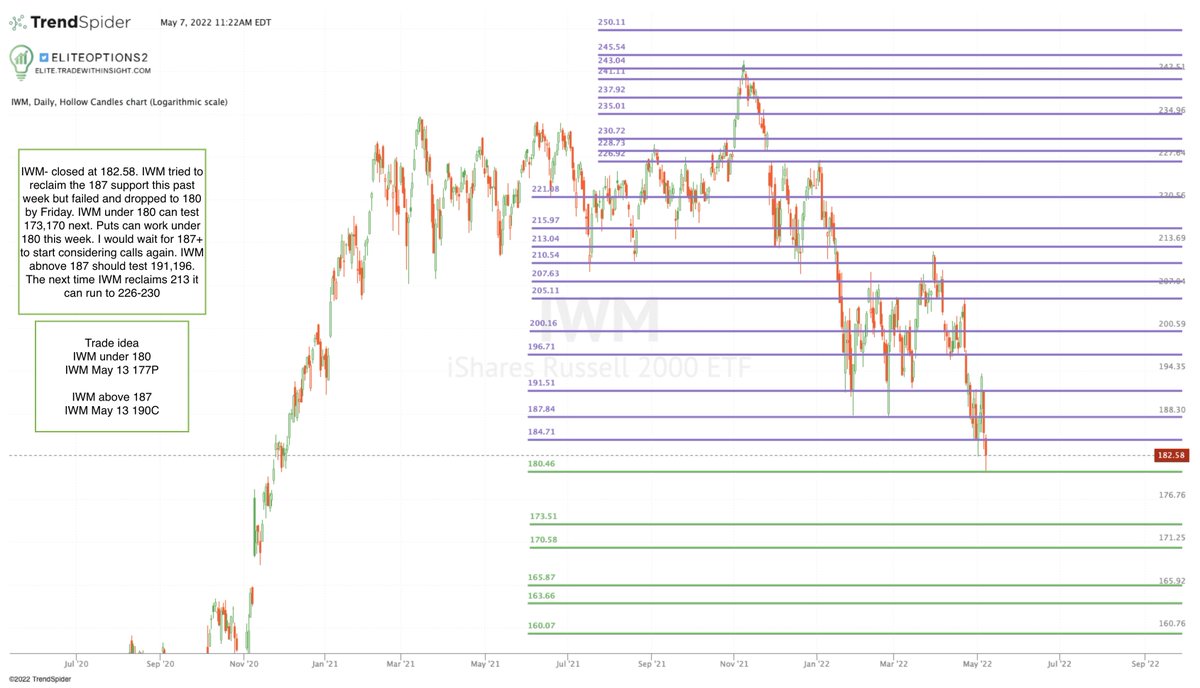 TrendSpider
May 7, 2022 11:22AM EDT
ELITEOPTIONS2
ELITE.TRADEWITHINSIGHT.COM
IWM, Daily, Hollow Candles chart (Logarithmic scale)
IWM- closed at 182.58. IWM tried to
reclaim the 187 support this past
week but failed and dropped to 180
by Friday. IWM under 180 can test
173,170 next. Puts can work under
180 this week. I would wait for 187+
to start considering calls again. IWM
abnove 187 should test 191,196.
The next time IWM reclaims 213 it
can run to 226-230
Trade idea
IWM under 180
IWM May 13 177P
IWM above 187
IWM May 13 190C
IWM
iShares Russell 2000 ETF
250.11
245.54
243.04
241.11
237.92
235.01
230.72
228.73
226.92
221.08
215.97
213.04
210.54
207.63
205.11
200.16
196.71
191.51
187.84
184.71
180.46
173.51
170.58
165.87
163.66
160.07
242.51
234.96
227.64
220.56
213.69
207.04
200.59
194.35
188.30
182.58
176.76
171.25
165.92
160.76
Jul '20
Sep '20
Nov '20
Jan '21
Mar '21
May '21
Jul '21
Sep '21
Nov '21
Jan '22
Mar '22
May '22
Jul '22
Sep '22
©2022 TrendSpider